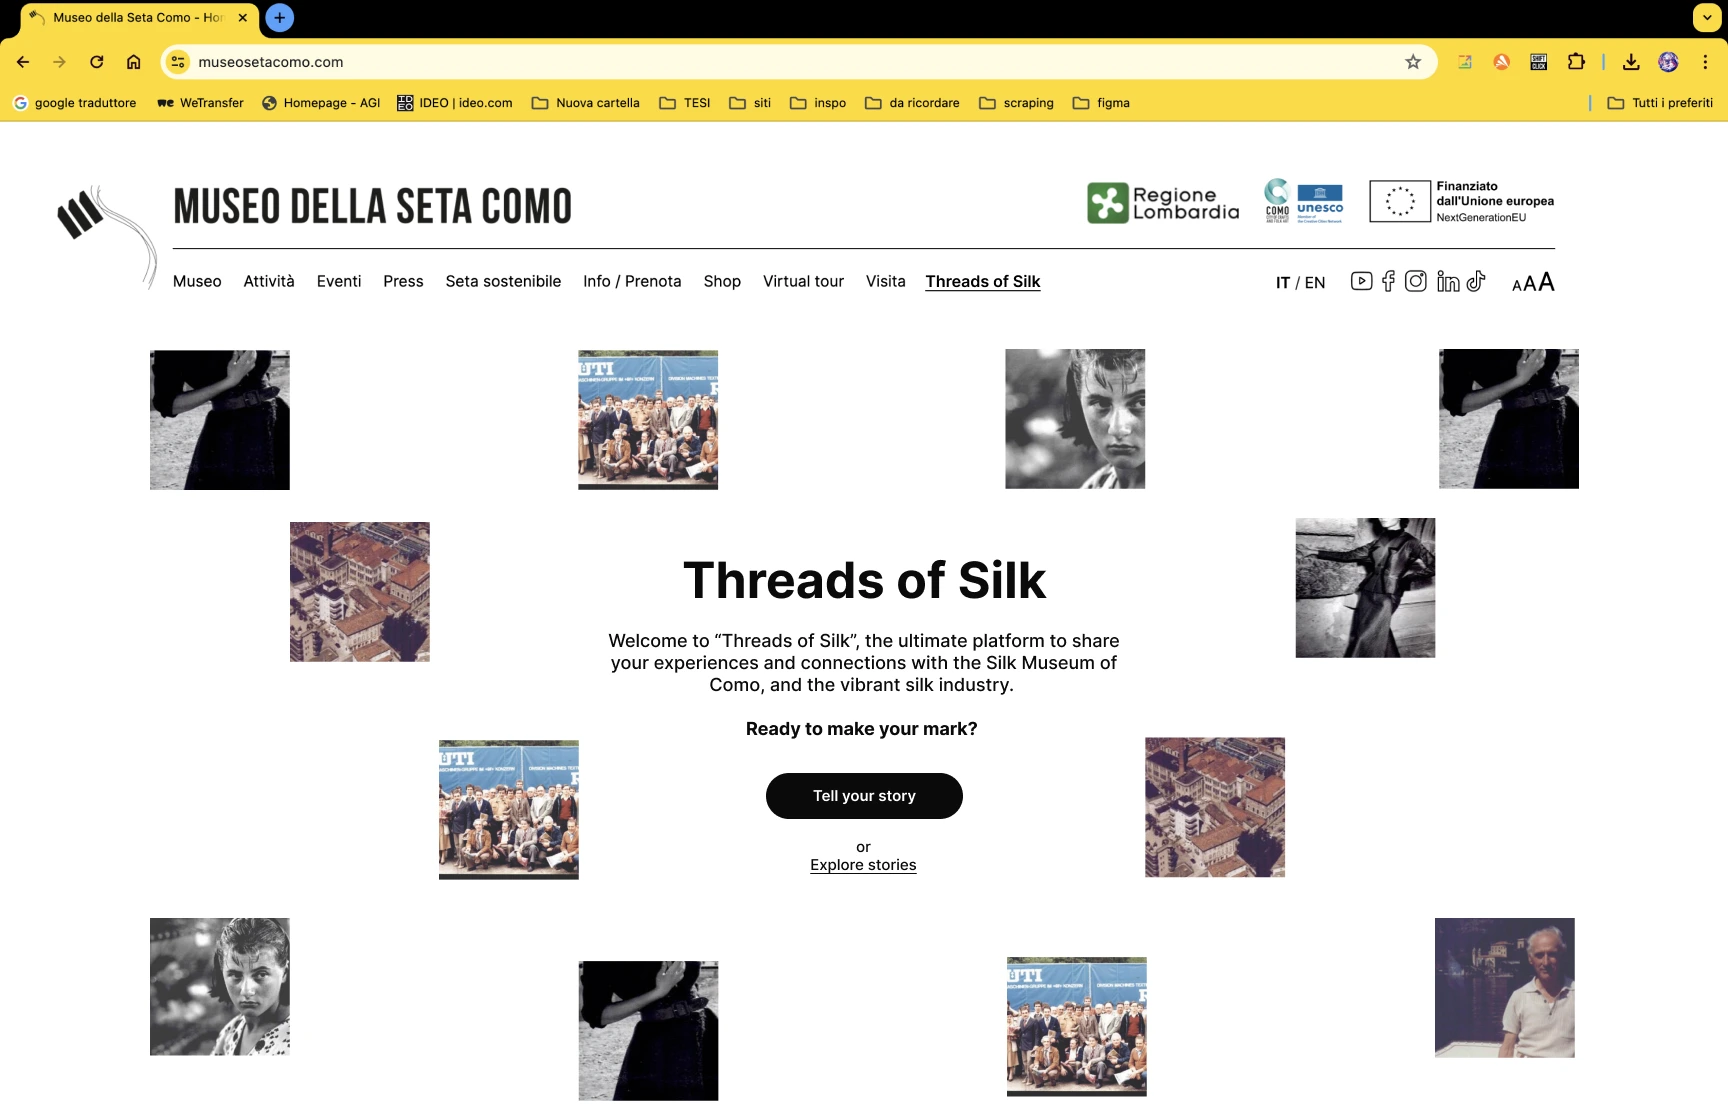 Museo della Seta Como - Hom
museosetacomo.com
google traduttore
WeTransfer
Homepage - AGI
IDEO | ideo.com
Nuova cartella
TESI
siti
inspo
da ricordare
scraping
figma
Tutti i preferiti
MUSEO DELLA SETA COMO
Regione
Lombardia
COMO
unesco
Finanziato
dall'Unione europea
NextGenerationEU
Museo
Attività
Eventi
Press
Seta sostenibile
Info / Prenota
Shop
Virtual tour
Visita
Threads of Silk
IT / EN
AAA
Threads of Silk
Welcome to “Threads of Silk”, the ultimate platform to share
your experiences and connections with the Silk Museum of
Como, and the vibrant silk industry.
Ready to make your mark?
Tell your story
or
Explore stories